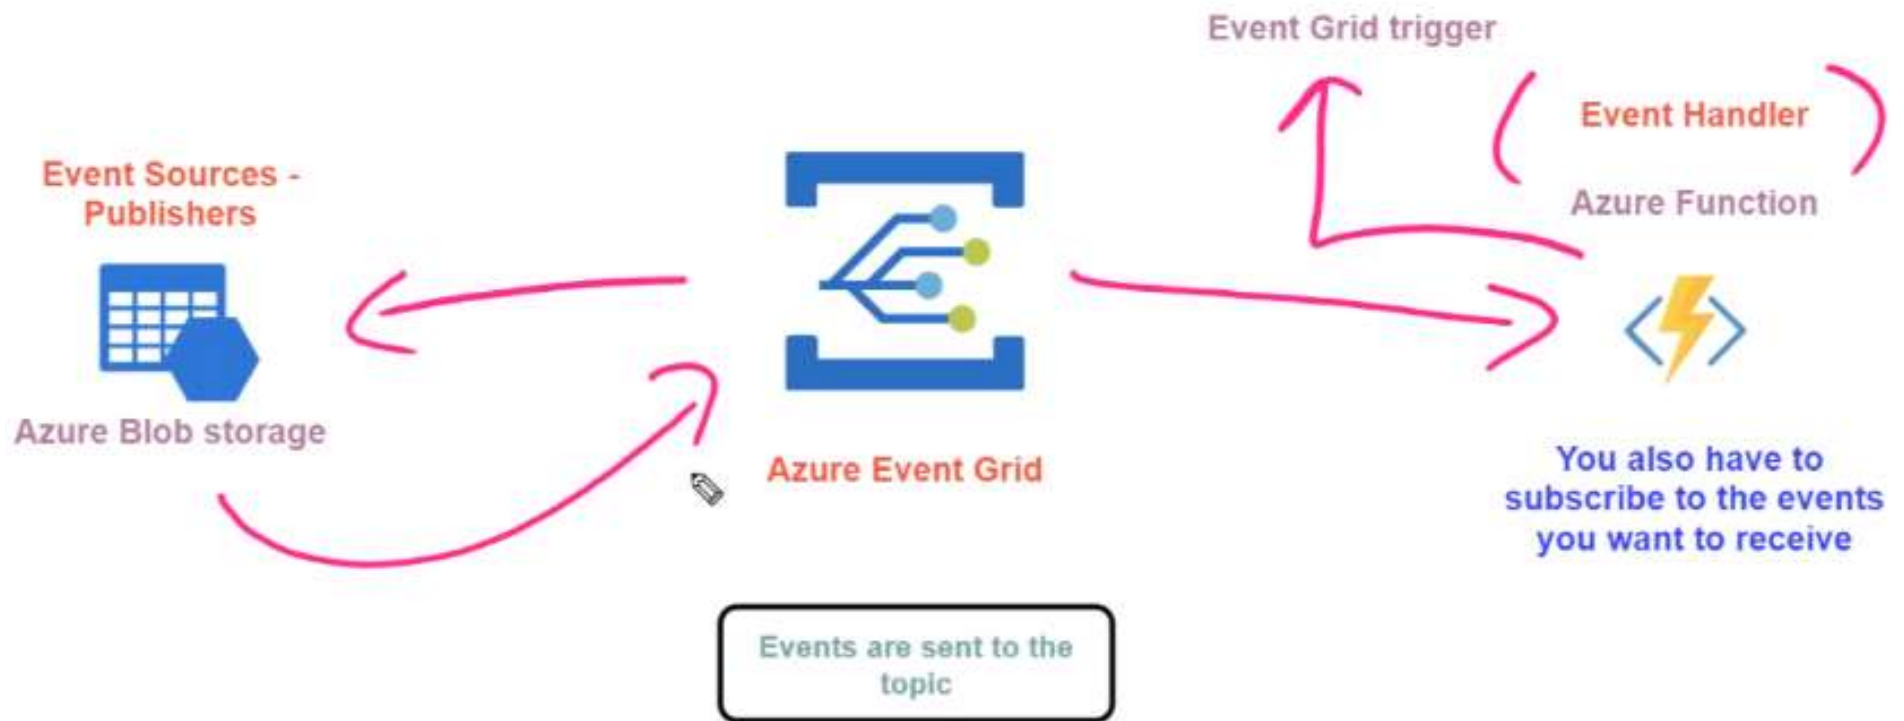 Event Grid trigger
Event Handler
Azure Function
Event Sources -
Publishers
Azure Blob storage
Azure Event Grid
You also have to
subscribe to the events
you want to receive
Events are sent to the
topic